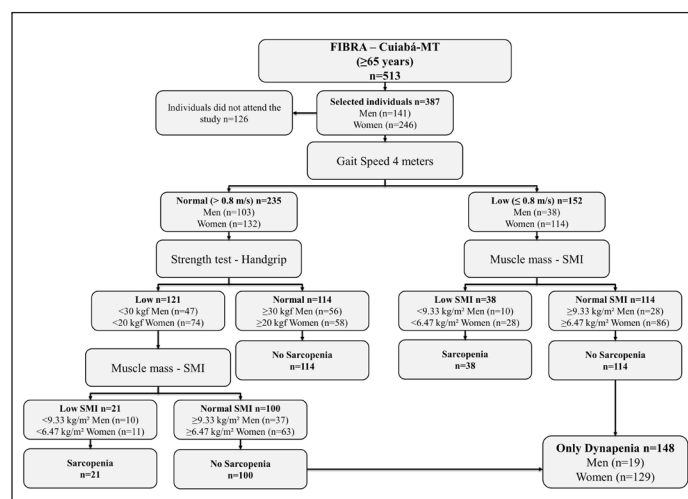 FIBRA – Cuiabá-MT
(≥65 years)
n=513
Individuals did not attend the
study n=126
Selected individuals n=387
Men (n=141)
Women (n=246)
Gait Speed 4 meters
Normal (> 0.8 m/s) n=235
Men (n=103)
Women (n=132)
Low (≤ 0.8 m/s) n=152
Men (n=38)
Women (n=114)
Strength test - Handgrip
Muscle mass - SMI
Low n=121
<30 kgf Men (n=47)
<20 kgf Women (n=74)
Normal n=114
≥30 kgf Men (n=56)
≥20 kgf Women (n=58)
Low SMI n=38
<9.33 kg/m² Men (n=10)
<6.47 kg/m² Women (n=28)
Normal SMI n=114
≥9.33 kg/m² Men (n=28)
≥6.47 kg/m² Women (n=86)
Muscle mass - SMI
No Sarcopenia
n=114
Sarcopenia
n=38
No Sarcopenia
n=114
Low SMI n=21
<9.33 kg/m² Men (n=10)
<6.47 kg/m² Women (n=11)
Normal SMI n=100
≥9.33 kg/m² Men (n=37)
≥6.47 kg/m² Women (n=63)
Sarcopenia
n=21
No Sarcopenia
n=100
Only Dynapenia n=148
Men (n=19)
Women (n=129)